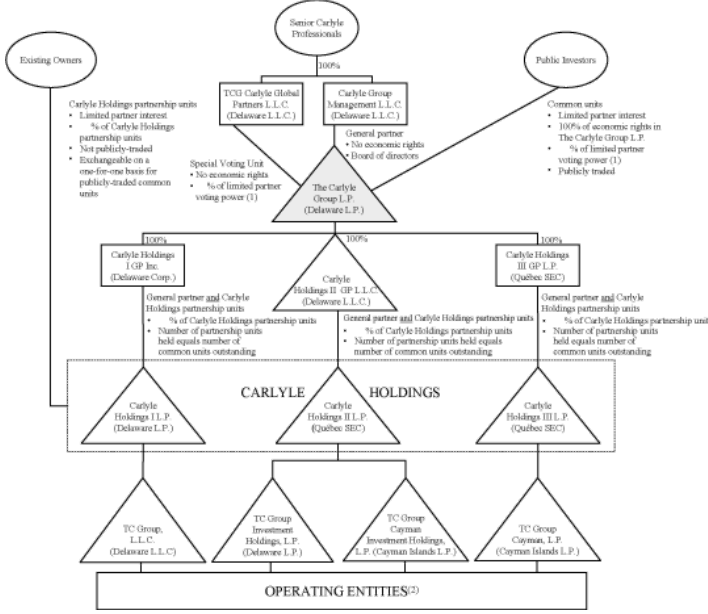 Senior Carlyle
Professionals
Existing Owners
Public Investors
100%
TCG Carlyle Global
Partners L.L.C.
(Delaware L.L.C.)
Carlyle Group
Management L.L.C.
(Delaware L.L.C.)
Carlyle Holdings partnership units
• Limited partner interest
• % of Carlyle Holdings
partnership units
• Not publicly-traded
• Exchangeable on a
one-for-one basis for
publicly-traded common
units
Special Voting Unit
• No economic rights
• % of limited partner
voting power (1)
General partner
• No economic rights
• Board of directors
Common units
• Limited partner interest
• 100% of economic rights in
The Carlyle Group L.P.
• % of limited partner
voting power (1)
• Publicly traded
The Carlyle
Group L.P.
(Delaware L.P.)
100%
100%
100%
Carlyle Holdings
I GP Inc.
(Delaware Corp.)
Carlyle
Holdings II GP L.L.C.
(Delaware L.L.C.)
Carlyle Holdings
III GP L.P.
(Québec SEC)
General partner and Carlyle
Holdings partnership units
• % of Carlyle Holdings partnership units
• Number of partnership units
held equals number of
common units outstanding
General partner and Carlyle Holdings partnership units
• % of Carlyle Holdings partnership units
• Number of partnership units held equals
number of common units outstanding
General partner and Carlyle
Holdings partnership units
• % of Carlyle Holdings partnership unit
• Number of partnership units
held equals number of
common units outstanding
CARLYLE HOLDINGS
Carlyle
Holdings I L.P.
(Delaware L.P.)
Carlyle
Holdings II L.P.
(Québec SEC)
Carlyle
Holdings III L.P.
(Québec SEC)
TC Group,
L.L.C.
(Delaware L.L.C)
TC Group
Investment
Holdings, L.P.
(Delaware L.P.)
TC Group
Cayman
Investment Holdings,
L.P. (Cayman Islands L.P.)
TC Group
Cayman, L.P.
(Cayman Islands L.P.)
OPERATING ENTITIES(2)